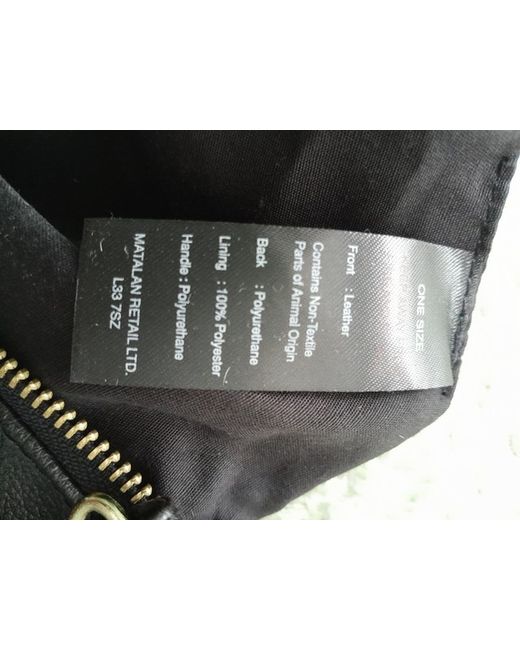 ONE SIZE
Front : Leather
Contains Non-Textile
Parts of Animal Origin
Back : Polyurethane
Lining : 100% Polyester
Handle : Polyurethane
MATALAN RETAIL LTD.
L33 7SZ